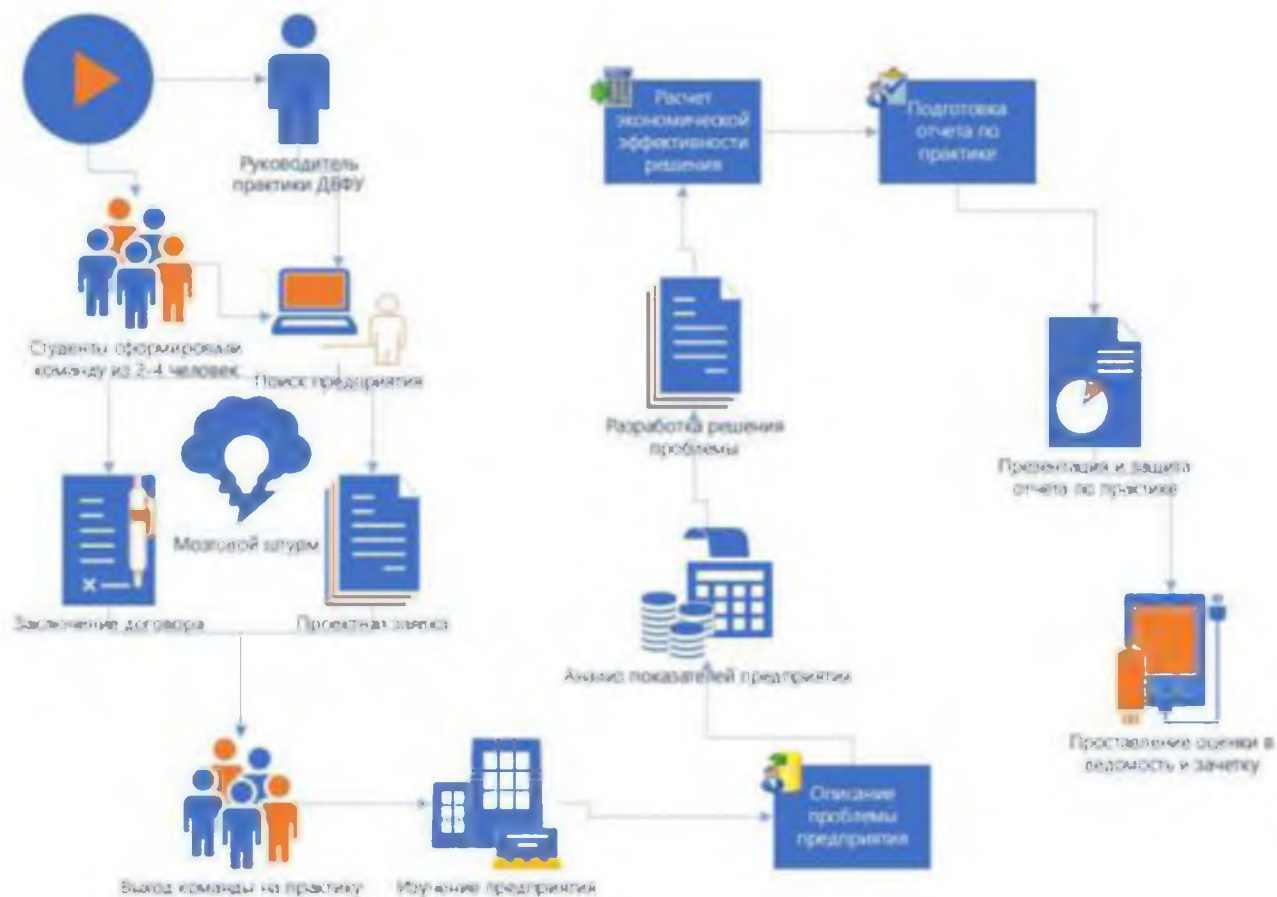 Руководитель
практики ДВФУ
Студенты сформировали
команду из 2-4 человек
Поиск предприятия
Мозговой штурм
Заключение договора
Проектная заявка
Выход команды на практику
Изучение предприятия
Описание
проблемы
предприятия
Анализ показателей предприятия
Разработка решения
проблемы
Расчет
экономической
эффективности
решения
Подготовка
отчета по
практике
Презентация и защита
отчета по практике
Проставление оценки в
ведомость и зачетку